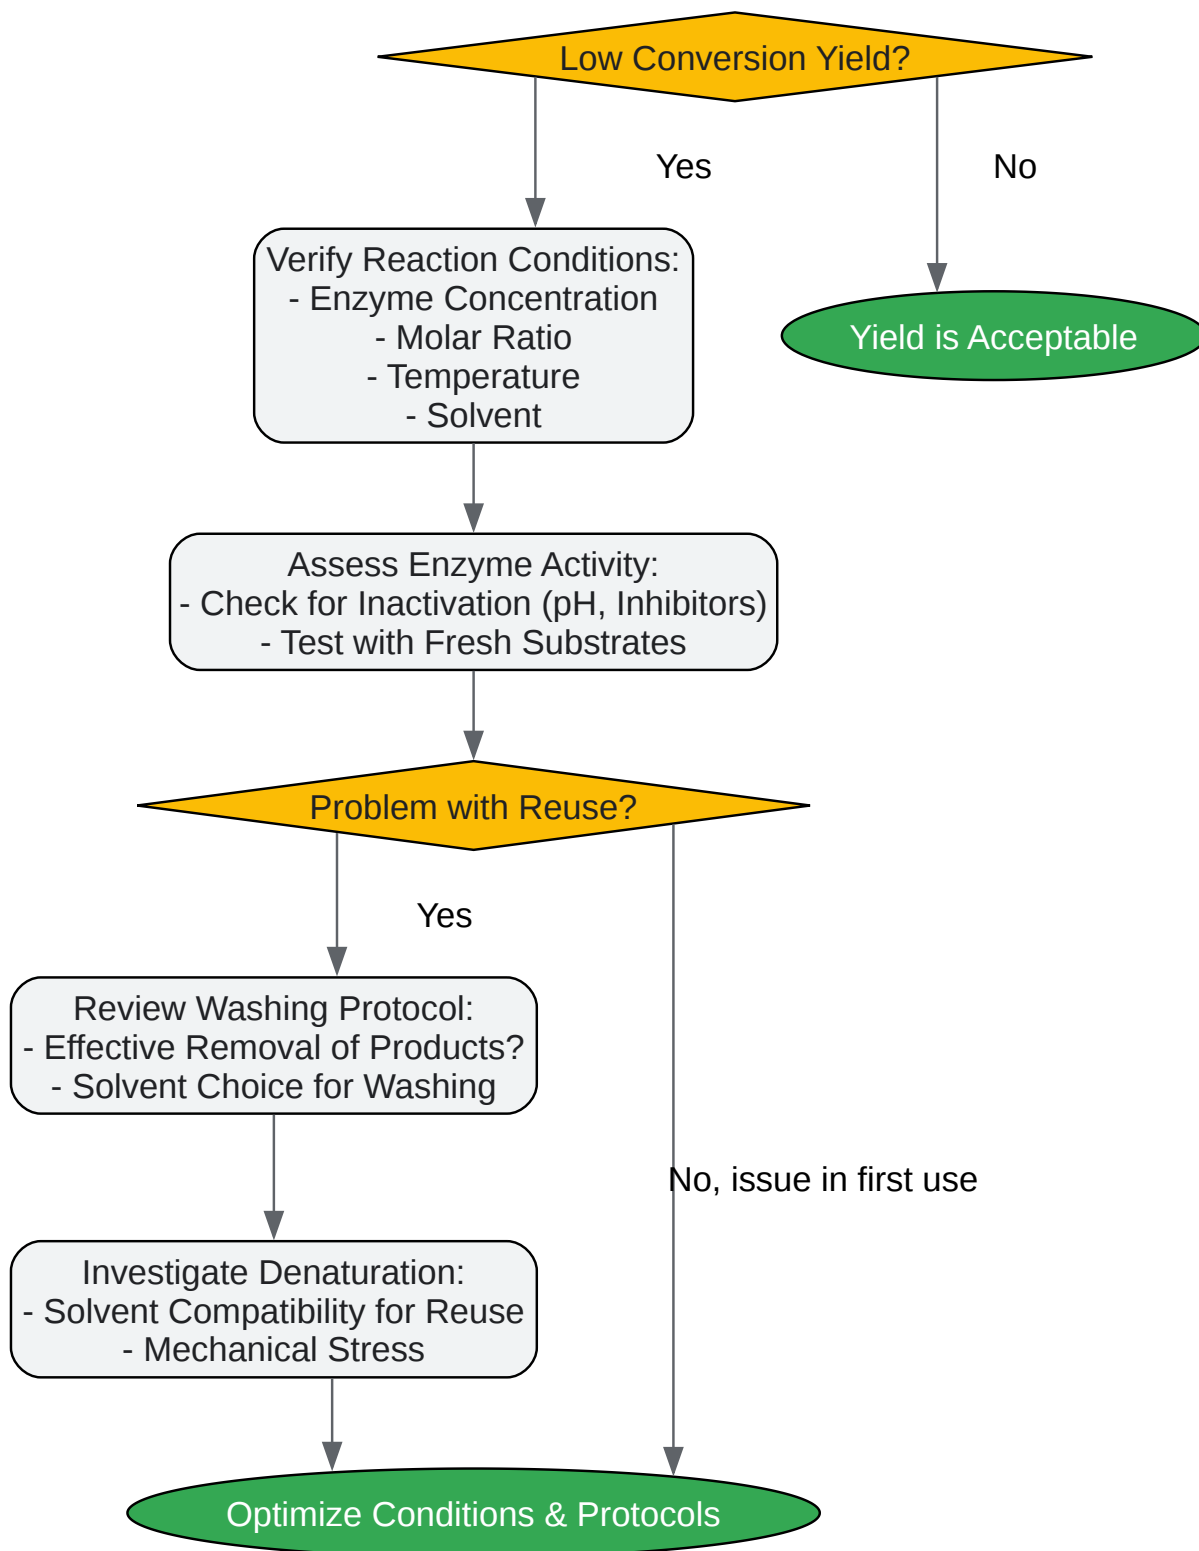 Low Conversion Yield?
Yes
No
Verify Reaction Conditions:
- Enzyme Concentration
- Molar Ratio
- Temperature
- Solvent
Yield is Acceptable
Assess Enzyme Activity:
- Check for Inactivation (pH, Inhibitors)
- Test with Fresh Substrates
Problem with Reuse?
Yes
Review Washing Protocol:
- Effective Removal of Products?
- Solvent Choice for Washing
No, issue in first use
Investigate Denaturation:
- Solvent Compatibility for Reuse
- Mechanical Stress
Optimize Conditions & Protocols